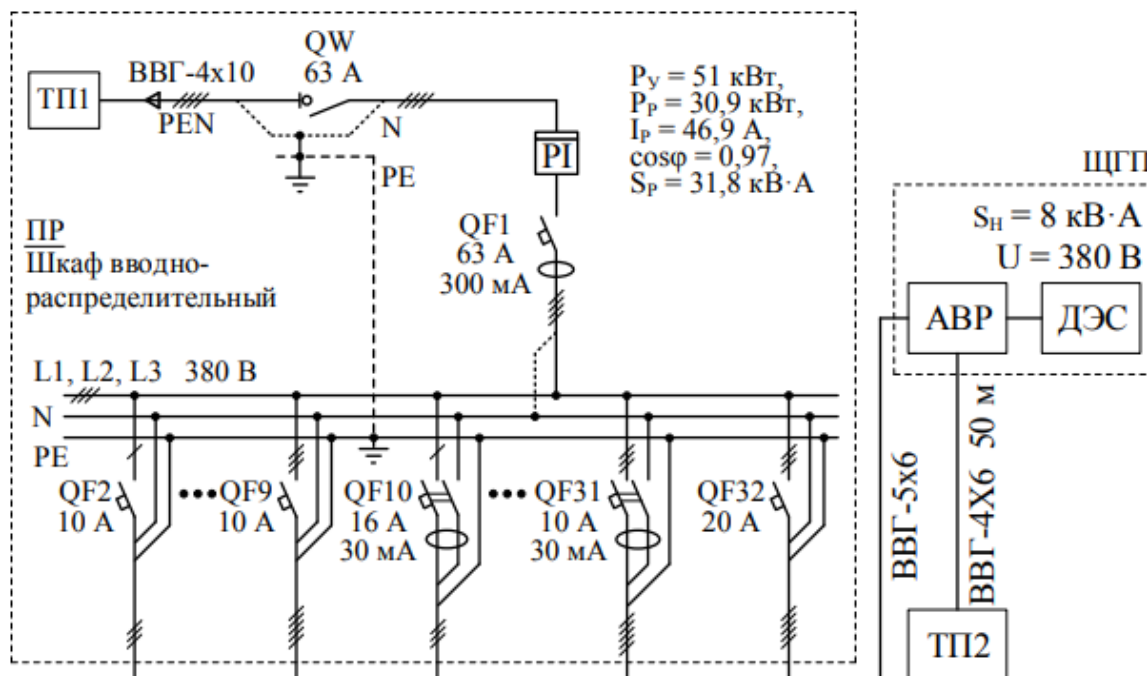 ТП1
ВВГ-4х10
PEN
QW
63 А
N
PE
PI
Pу = 51 кВт,
Pр = 30,9 кВт,
Iр = 46,9 А,
cosφ = 0,97,
Sр = 31,8 кВ·А
ПР
Шкаф вводно-
распределительный
QF1
63 А
300 мА
L1, L2, L3 380 В
N
PE
QF2
10 А
QF9
10 А
QF10
16 А
30 мА
QF31
10 А
30 мА
QF32
20 А
ЩГП
Sн = 8 кВ·А
U = 380 В
АВР
ДЭС
ВВГ-5х6
ВВГ-4Х6 50 м
ТП2